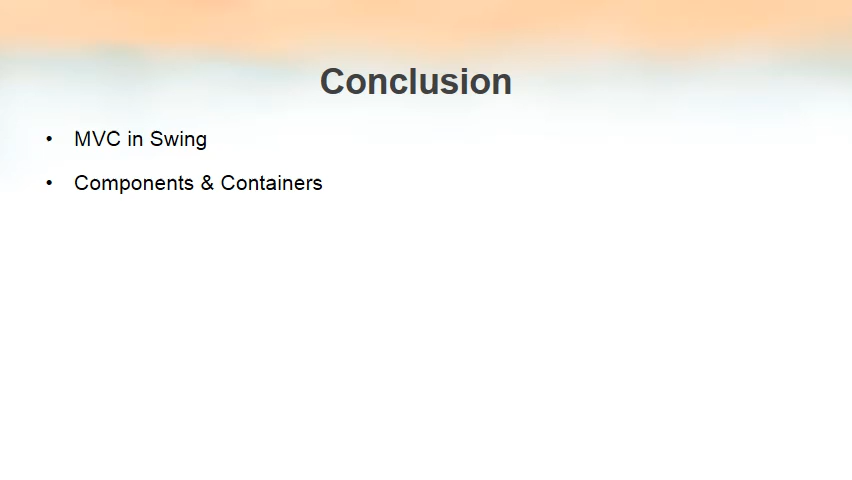 Conclusion
• MVC in Swing
• Components & Containers